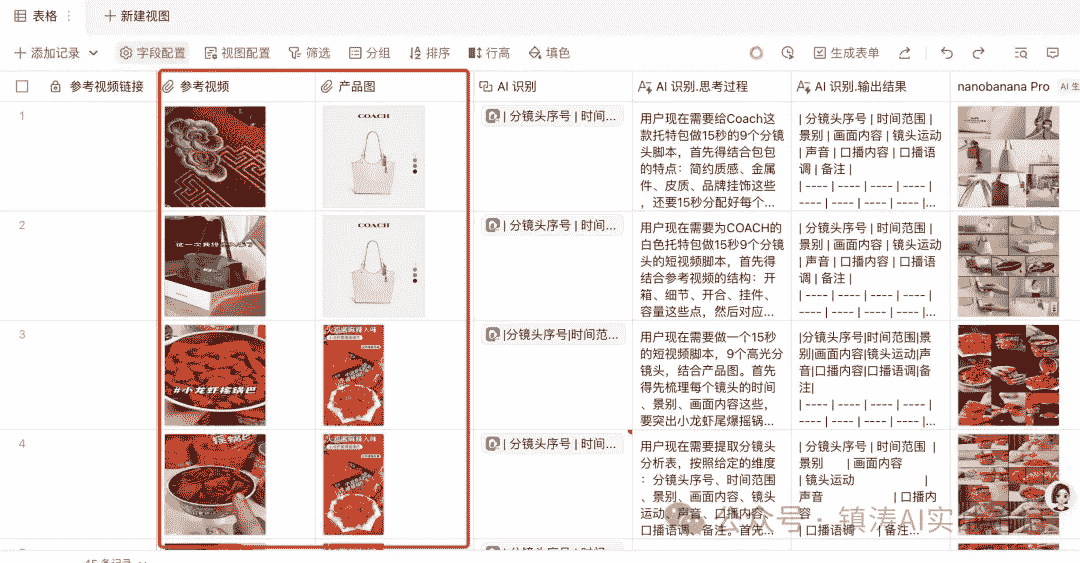 表格
新建视图
添加记录
字段配置
视图配置
筛选
分组
排序
行高
填色
生成表单
参考视频链接
参考视频
产品图
AI 识别
AI 识别.思考过程
AI 识别.输出结果
nanobanana Pro
AI 生
1
COACH
| 分镜头序号 | 时间...
用户现在需要给Coach这
款托特包做15秒的9个分镜
头脚本，首先得结合包包
的特点：简约质感、金属
件、皮质、品牌挂饰这些
，还要15秒分配好每个...
| 分镜头序号 | 时间范围 |
景别 | 画面内容 | 镜头运动
| 声音 | 口播内容 | 口播语
调 | 备注 |
| ---- | ---- | ---- | ---- |
---- | ---- | ---- | ---- |...
2
COACH
| 分镜头序号 | 时间...
用户现在需要为COACH的
白色托特包做15秒9个分镜
头的短视频脚本，首先得
结合参考视频的结构：开
箱、细节、开合、挂件、
容量这些点，然后对应...
| 分镜头序号 | 时间范围 |
景别 | 画面内容 | 镜头运动
| 声音 | 口播内容 | 口播语
调 | 备注 |
| ---- | ---- | ---- | ---- |
---- | ---- | ---- | ---- |...
3
#小龙虾摇锅巴
|分镜头序号|时间范...
用户现在需要做一个15秒
的短视频脚本，9个高光分
镜头，结合产品图。首先
得先梳理每个镜头的时间
、景别、画面内容这些，
要突出小龙虾尾爆摇锅...
|分镜头序号|时间范围|景
别|画面内容|镜头运动|声
音|口播内容|口播语调|备
注|
| ---- | ---- | ---- | ---- |
---- | ---- | ---- | ---- |...
4
| 分镜头序号 | 时间...
用户现在需要提取分镜头
分析表，按照给定的维度
：分镜头序号、时间范围
、景别、画面内容、镜头
运动、声音、口播内容、
口播语调、备注。首先...
| 分镜头序号 | 时间范围 |
景别 | 画面内容
| 镜头运动 |
声音 | 口播内
容
| 口播语调 | 备注...
公众号 · 镇涛AI实
15 条记录